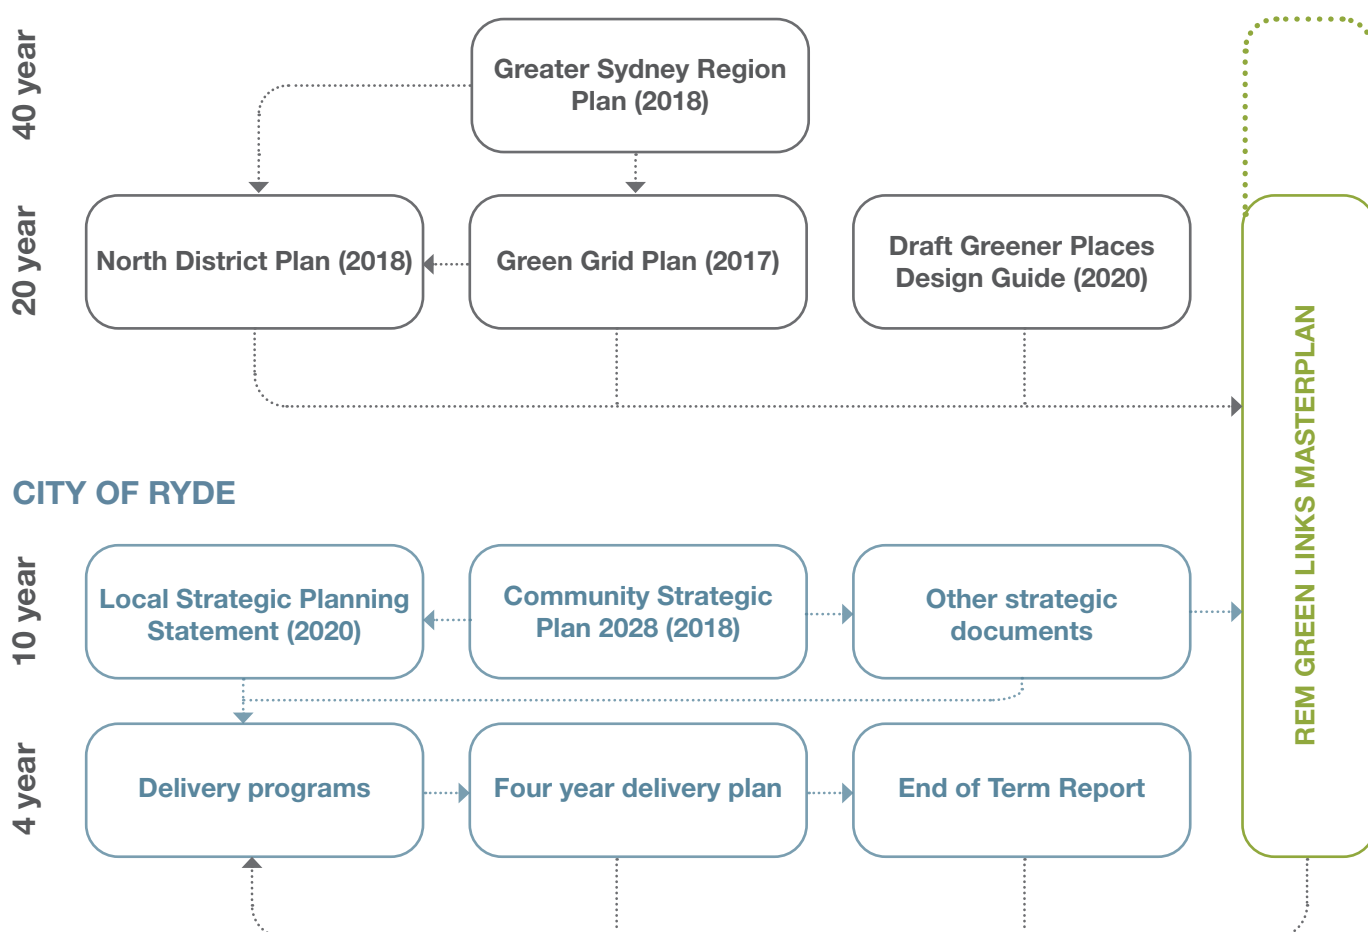 40 year
Greater Sydney Region
Plan (2018)
20 year
North District Plan (2018)
Green Grid Plan (2017)
Draft Greener Places
Design Guide (2020)
REM GREEN LINKS MASTERPLAN
CITY OF RYDE
10 year
Local Strategic Planning
Statement (2020)
Community Strategic
Plan 2028 (2018)
Other strategic
documents
4 year
Delivery programs
Four year delivery plan
End of Term Report